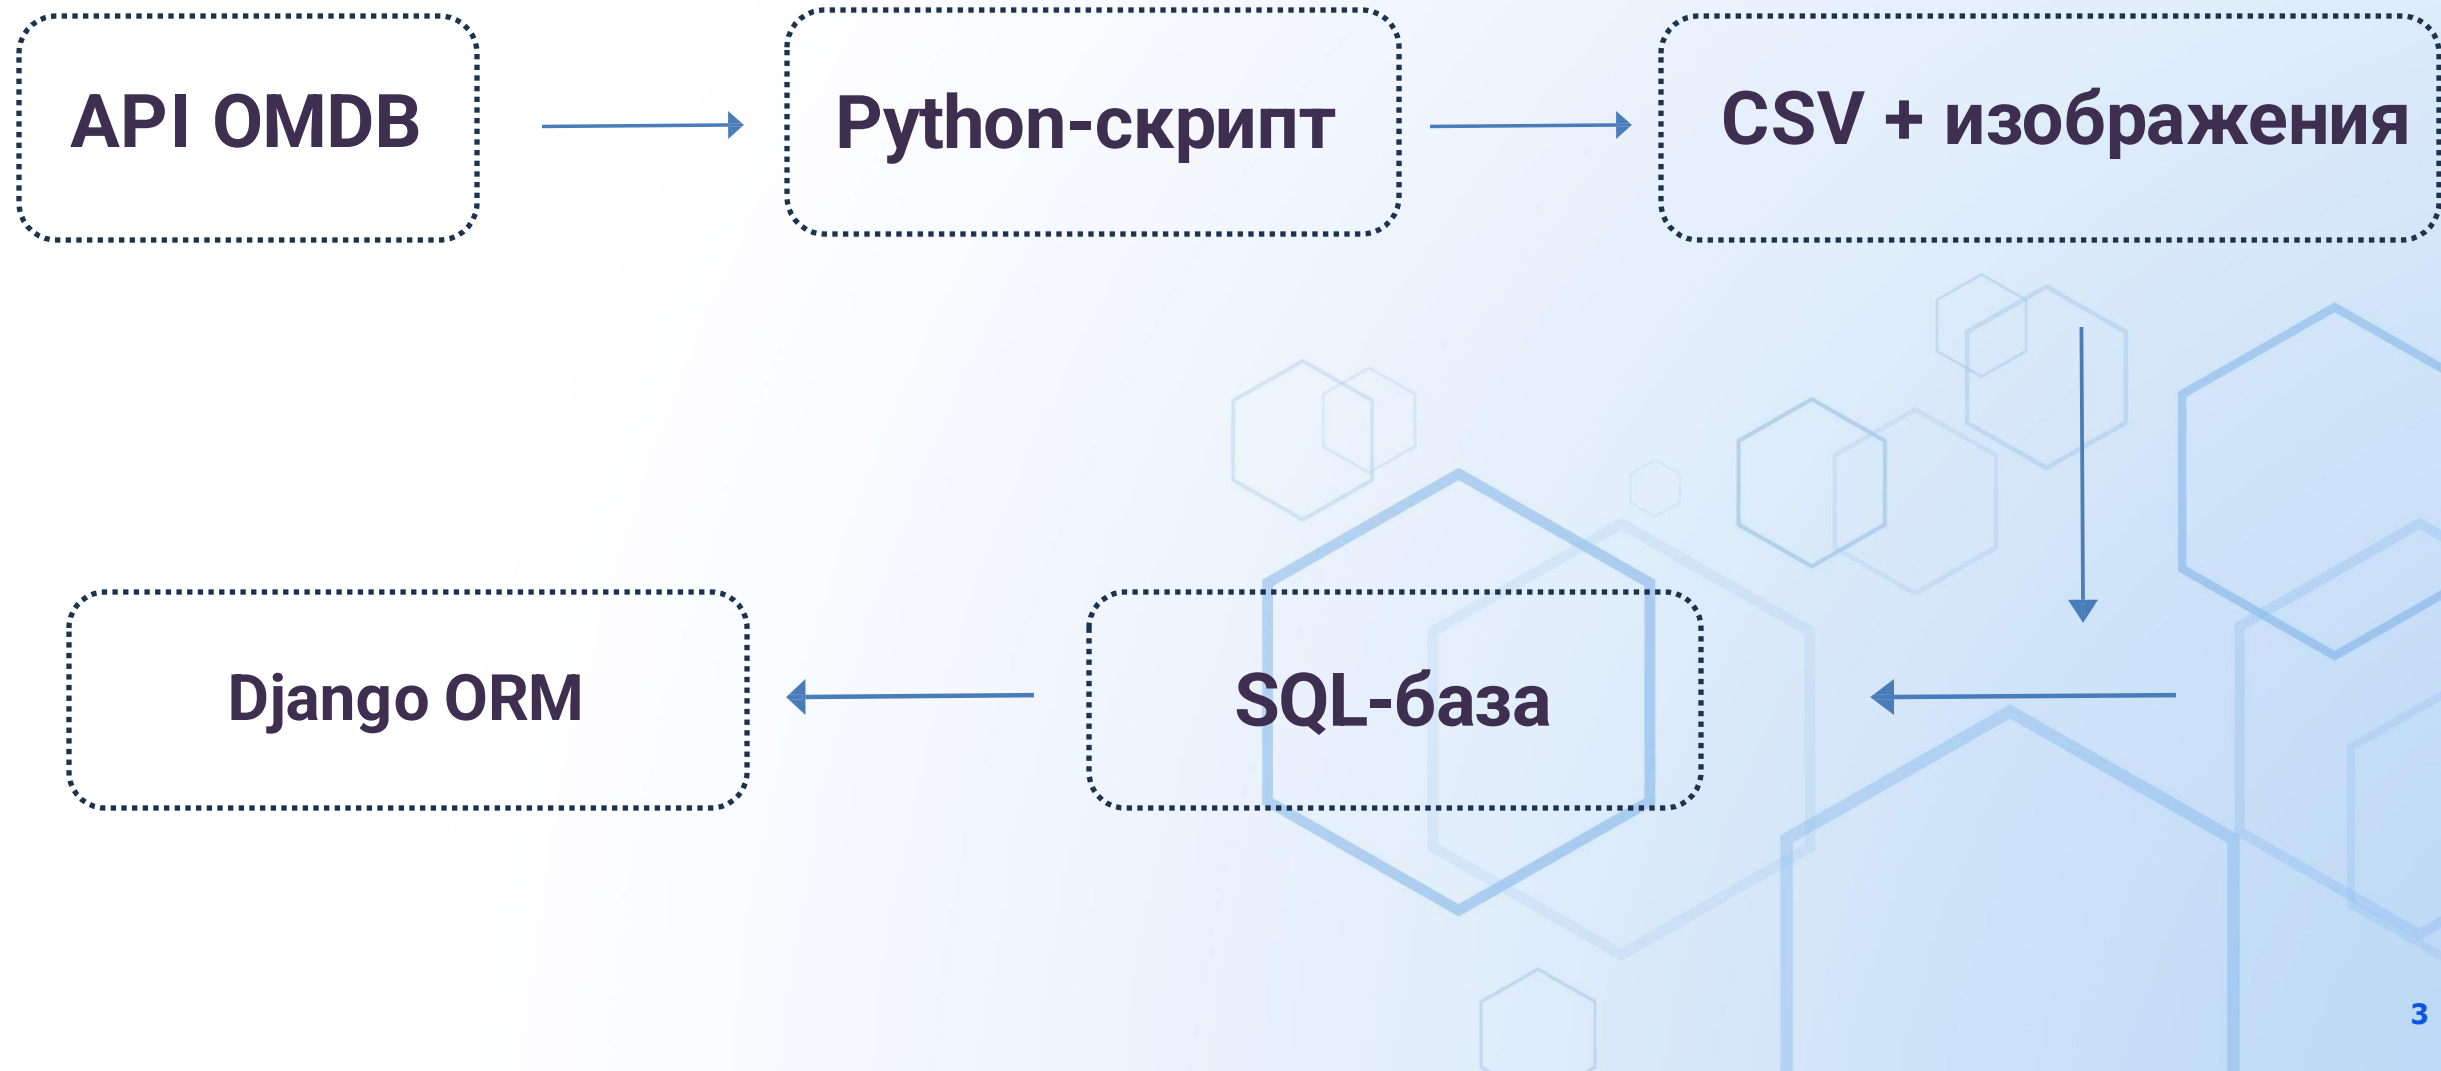 API OMDB
Python-скрипт
CSV + изображения
SQL-база
Django ORM
3